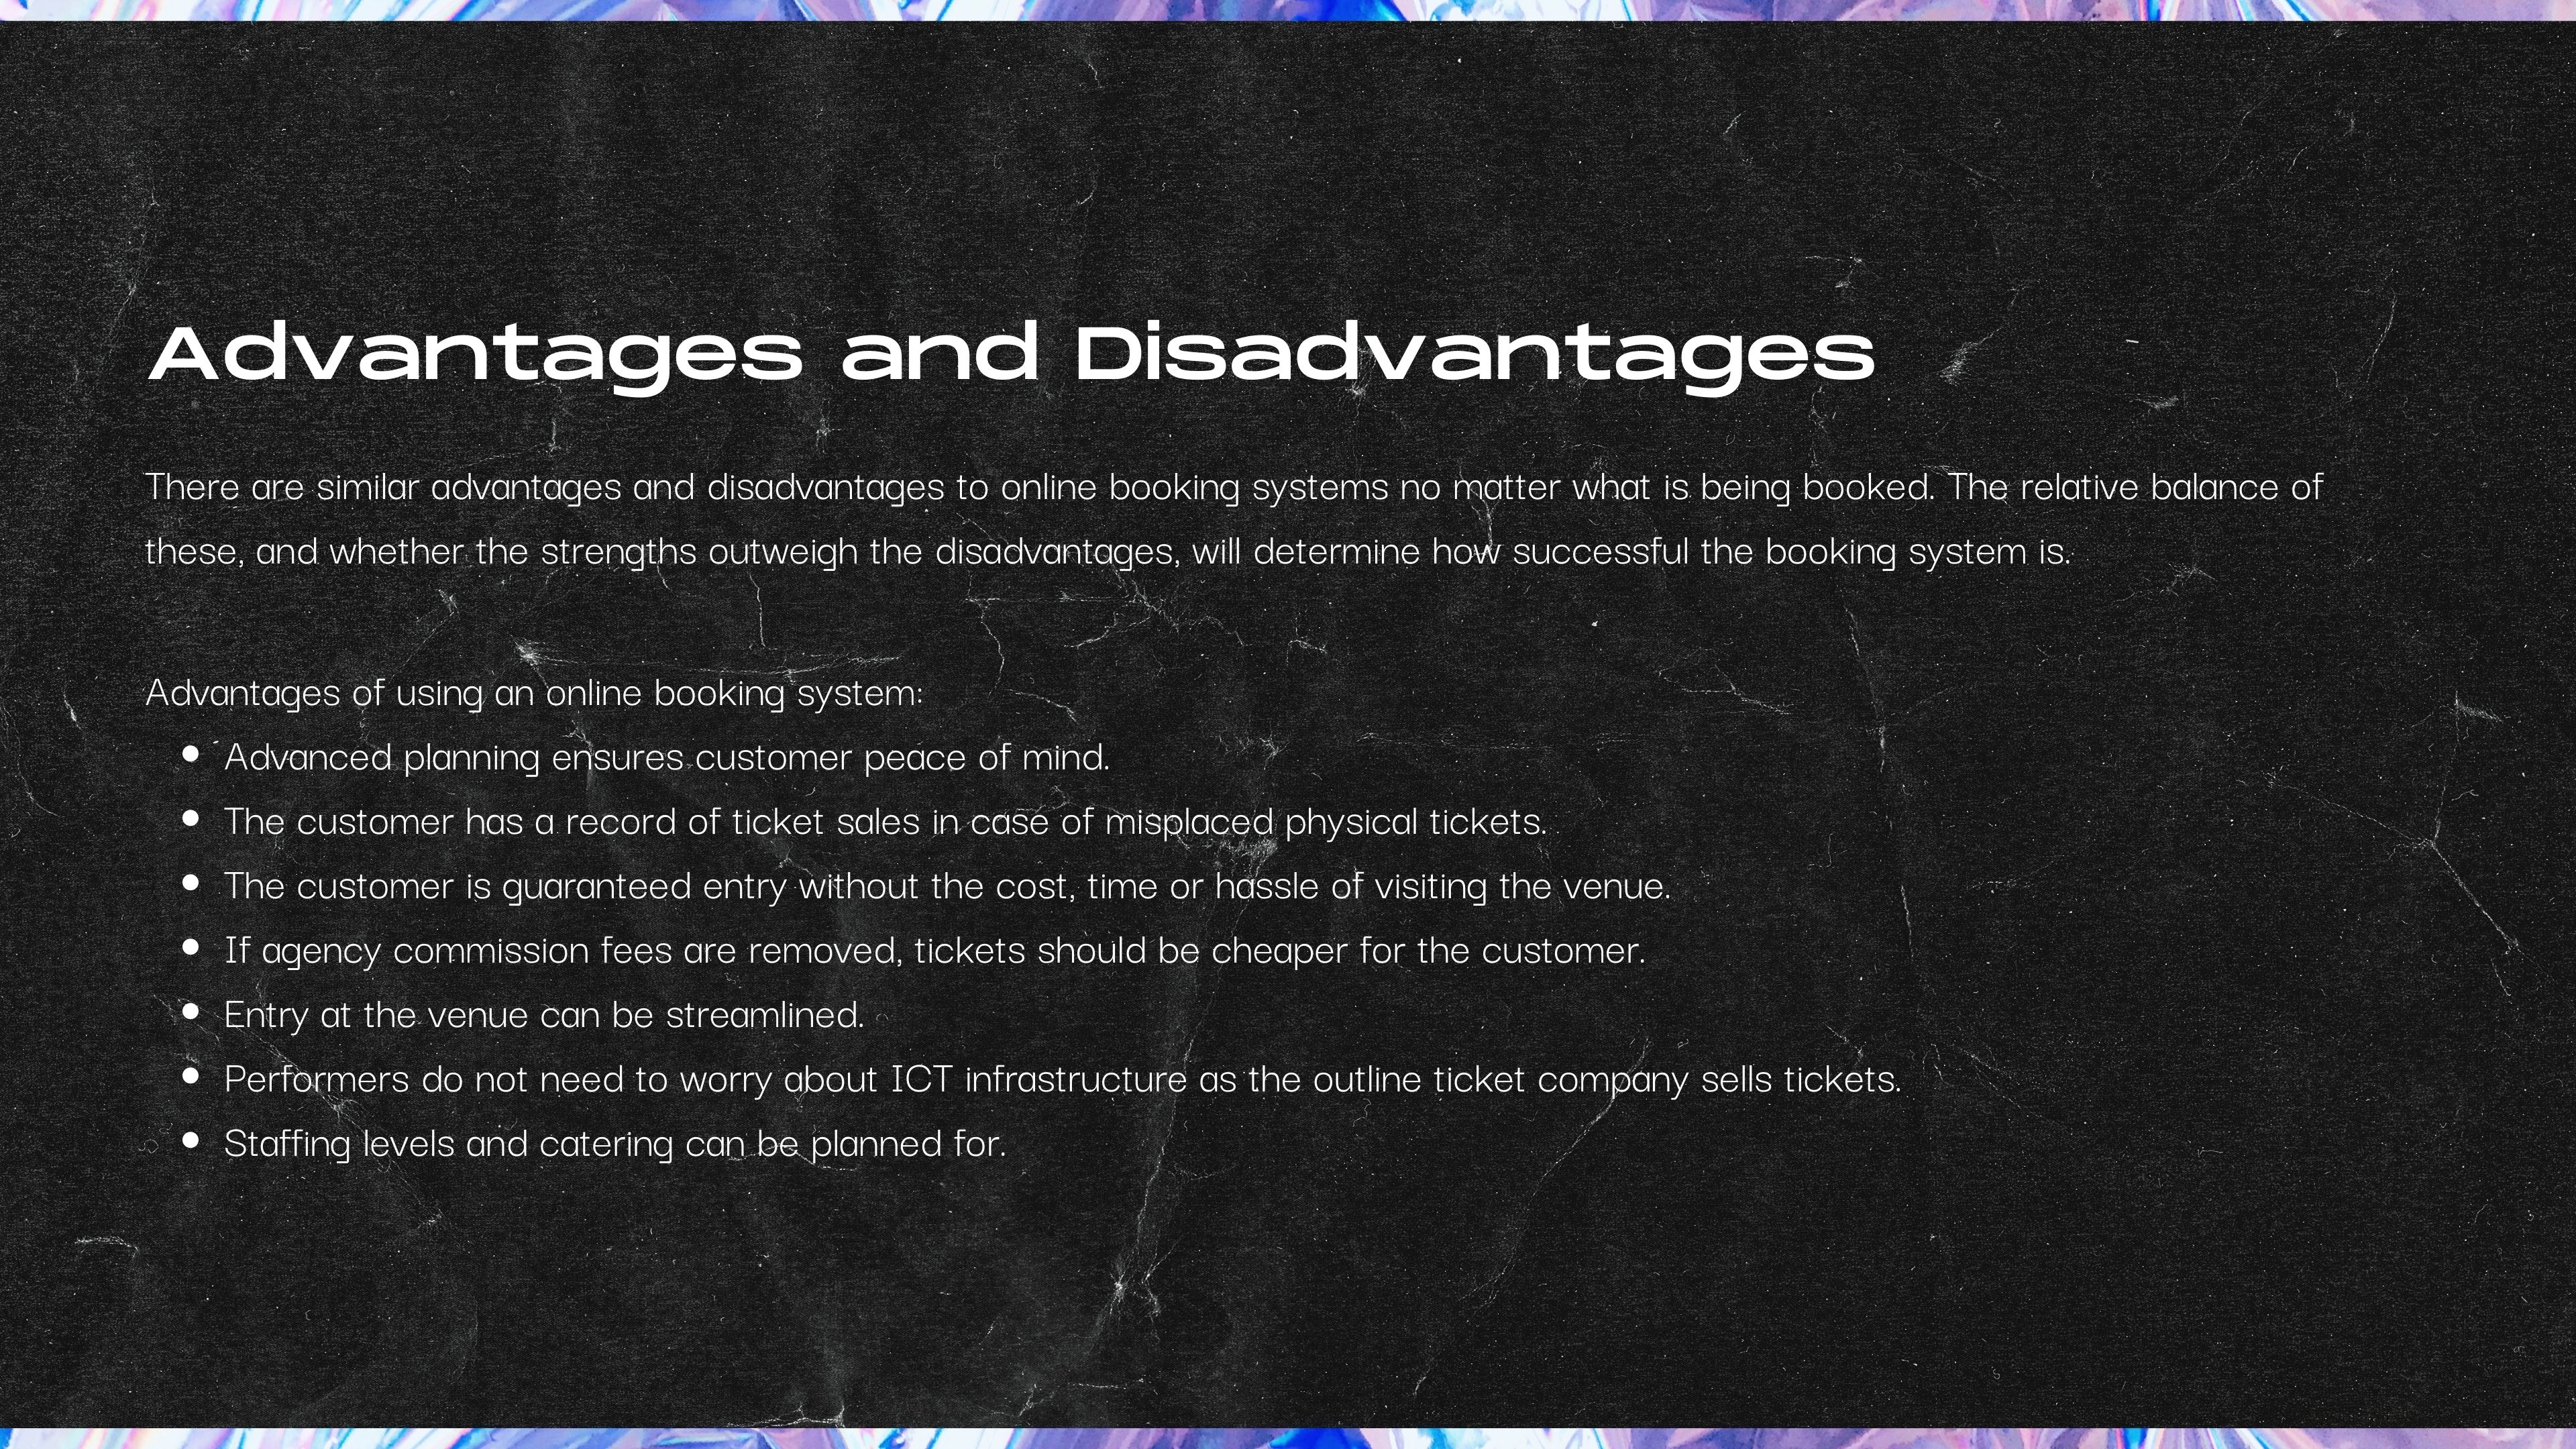 Advantages and Disadvantages
There are similar advantages and disadvantages to online booking systems no matter what is being booked. The relative balance of
these, and whether the strengths outweigh the disadvantages, will determine how successful the booking system is.
Advantages of using an online booking system:
• Advanced planning ensures customer peace of mind.
• The customer has a record of ticket sales in case of misplaced physical tickets.
• The customer is guaranteed entry without the cost, time or hassle of visiting the venue.
• If agency commission fees are removed, tickets should be cheaper for the customer.
• Entry at the venue can be streamlined.
• Performers do not need to worry about ICT infrastructure as the outline ticket company sells tickets.
• Staffing levels and catering can be planned for.